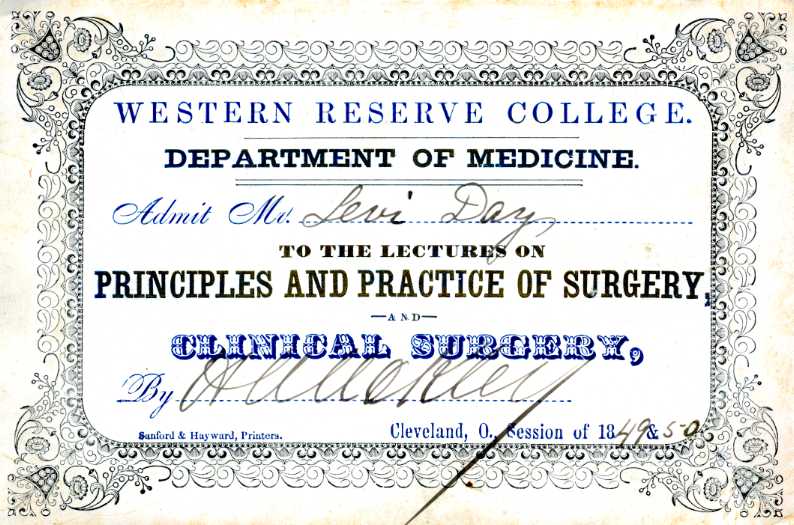 WESTERN RESERVE COLLEGE.
DEPARTMENT OF MEDICINE.
Admit Mr. Levi Day
TO THE LECTURES ON
PRINCIPLES AND PRACTICE OF SURGERY,
—AND—
CLINICAL SURGERY,
By H A Ackley
Sanford & Hayward, Printers. Cleveland, O., Session of 1849 & 50